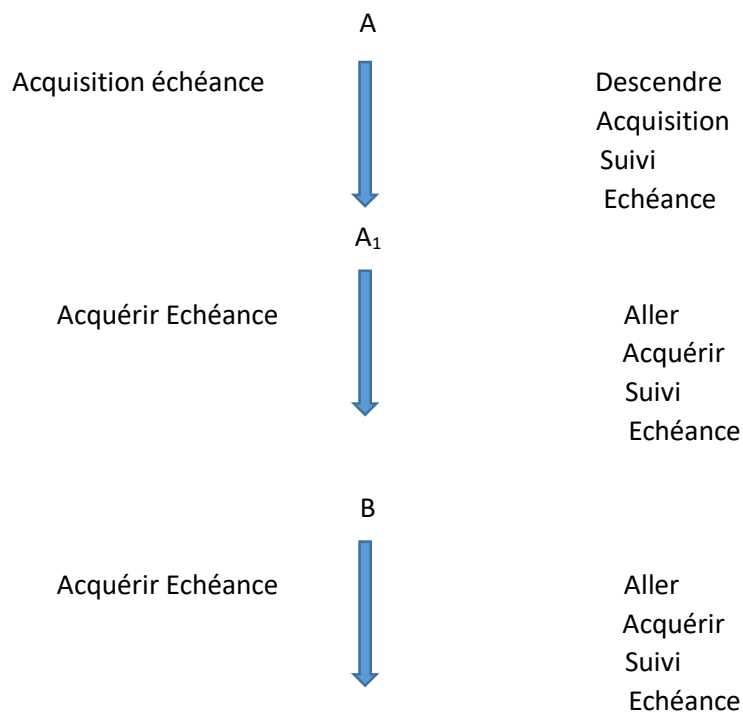 A
Acquisition échéance
Descendre
Acquisition
Suivi
Echéance
A₁
Acquérir Echéance
Aller
Acquérir
Suivi
Echéance
B
Acquérir Echéance
Aller
Acquérir
Suivi
Echéance